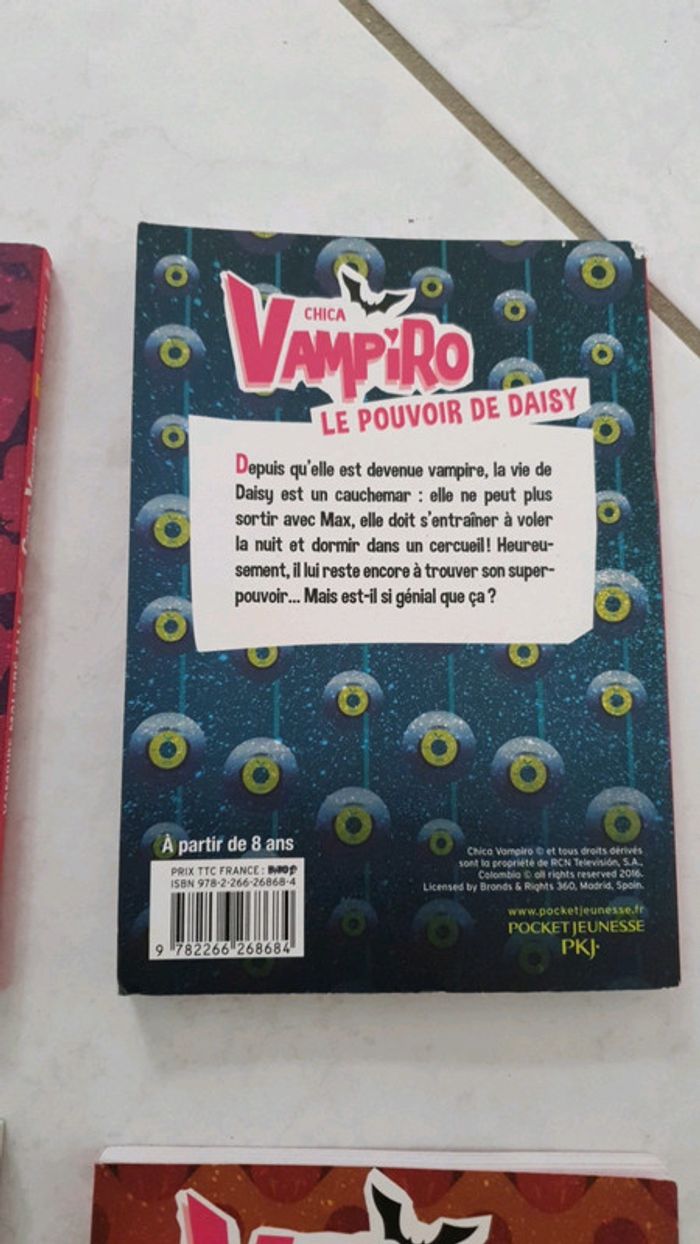 CHICA
VAMPiRO
LE POUVOIR DE DAISY
Depuis qu'elle est devenue vampire, la vie de
Daisy est un cauchemar : elle ne peut plus
sortir avec Max, elle doit s'entraîner à voler
la nuit et dormir dans un cercueil! Heureu-
sement, il lui reste encore à trouver son super-
pouvoir... Mais est-il si génial que ça ?
À partir de 8 ans
PRIX TTC FRANCE :
ISBN 978-2-266-26868-4
9 782266 268684
Chica Vampiro © et tous droits dérivés
sont la propriété de RCN Televisión, S.A.,
Colombia © all rights reserved 2016.
Licensed by Brands & Rights 360, Madrid, Spain.
www.pocketjeunesse.fr
POCKET JEUNESSE
PKJ·